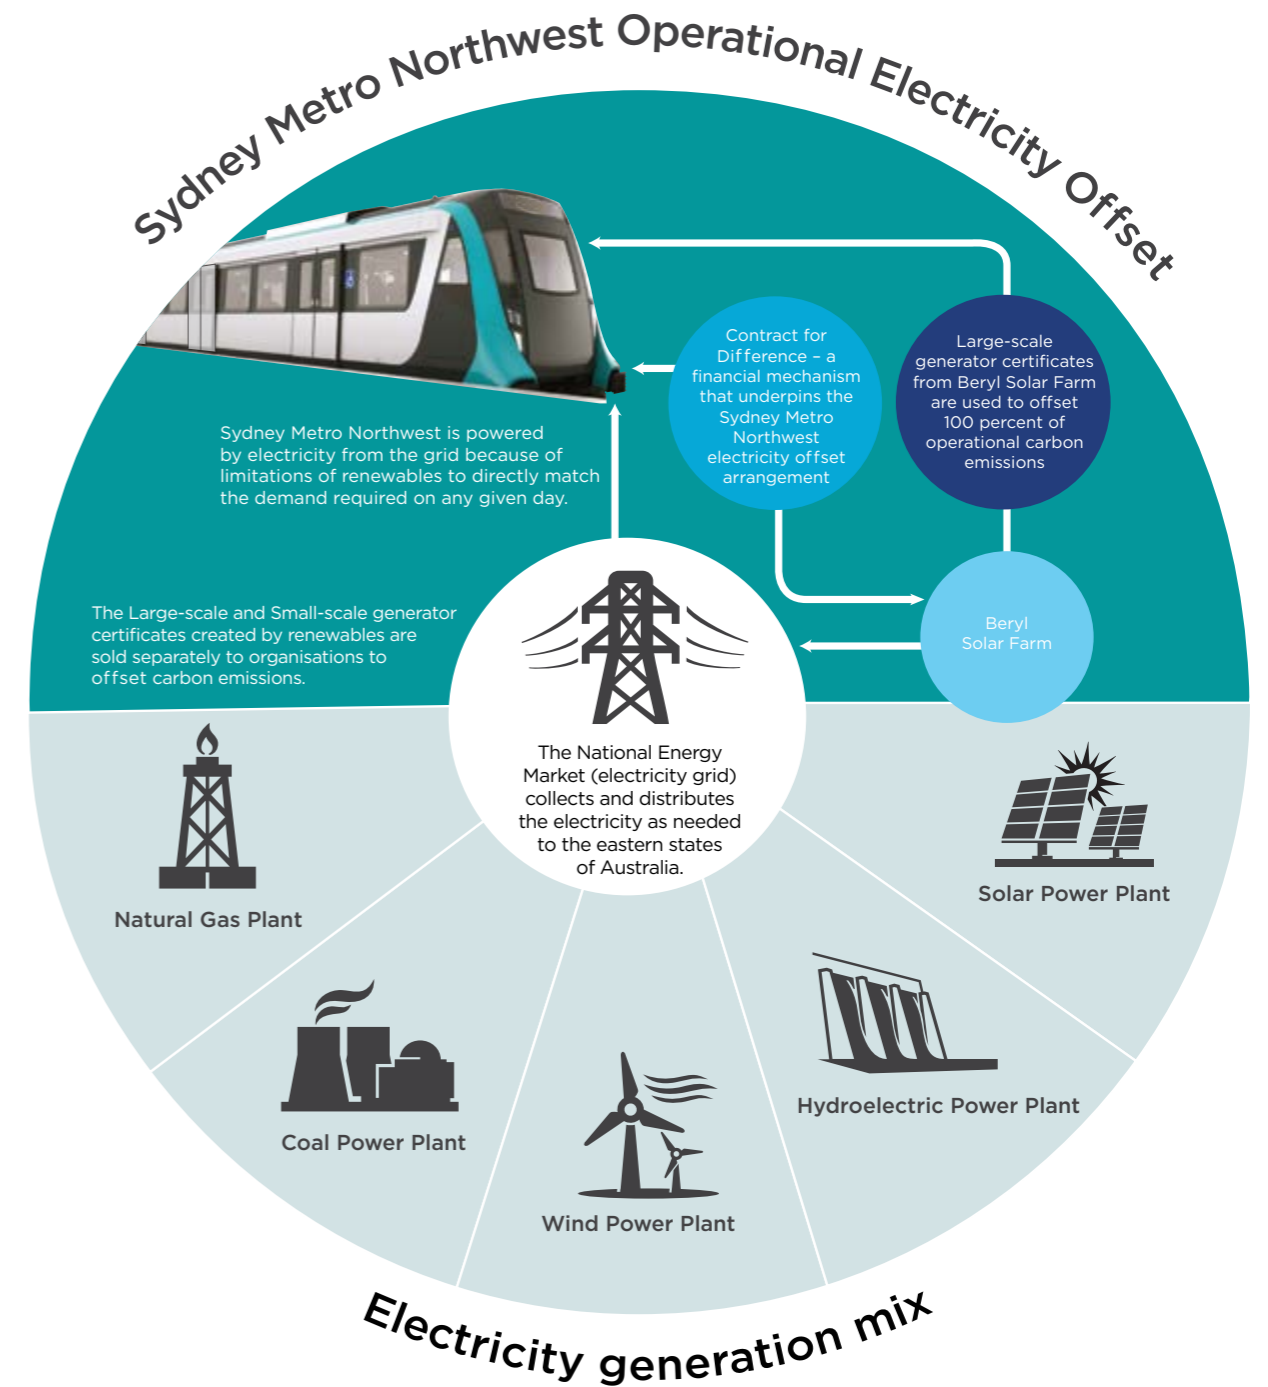 Sydney Metro Northwest Operational Electricity Offset
Contract for
Difference – a
financial mechanism
that underpins the
Sydney Metro
Northwest
electricity offset
arrangement
Large-scale
generator certificates
from Beryl Solar Farm
are used to offset
100 percent of
operational carbon
emissions
Sydney Metro Northwest is powered
by electricity from the grid because of
limitations of renewables to directly match
the demand required on any given day.
The Large-scale and Small-scale generator
certificates created by renewables are
sold separately to organisations to
offset carbon emissions.
Beryl
Solar Farm
The National Energy
Market (electricity grid)
collects and distributes
the electricity as needed
to the eastern states
of Australia.
Natural Gas Plant
Coal Power Plant
Wind Power Plant
Hydroelectric Power Plant
Solar Power Plant
Electricity generation mix